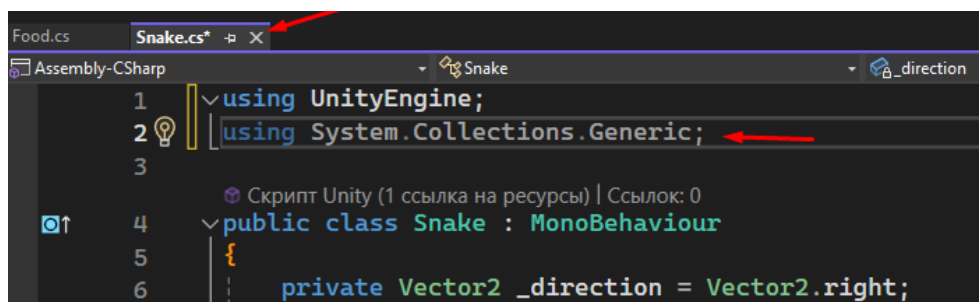 Food.cs Snake.cs*
Assembly-CSharp Snake _direction
1 using UnityEngine;
2 using System.Collections.Generic;
3
Скрипт Unity (1 ссылка на ресурсы) | Ссылок: 0
4 public class Snake : MonoBehaviour
5 {
6 private Vector2 _direction = Vector2.right;